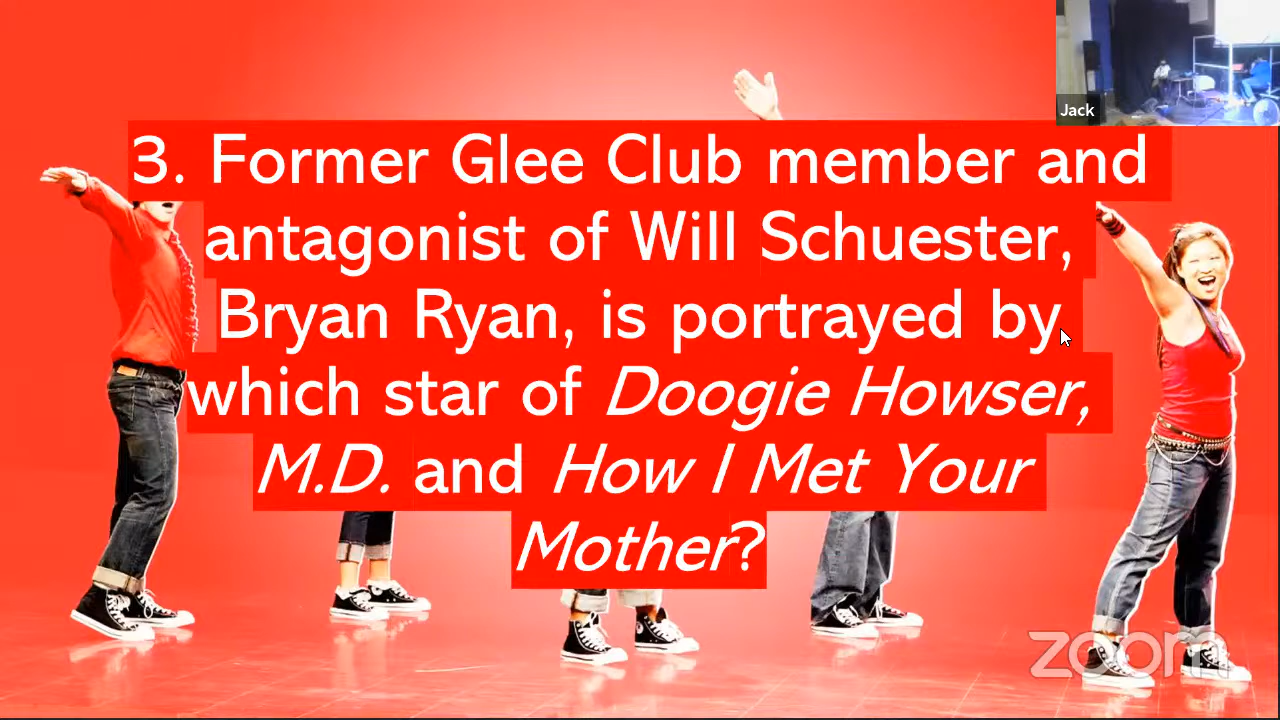 Jack
3. Former Glee Club member and
antagonist of Will Schuester,
Bryan Ryan, is portrayed by
which star of Doogie Howser,
M.D. and How I Met Your
Mother?
zoom